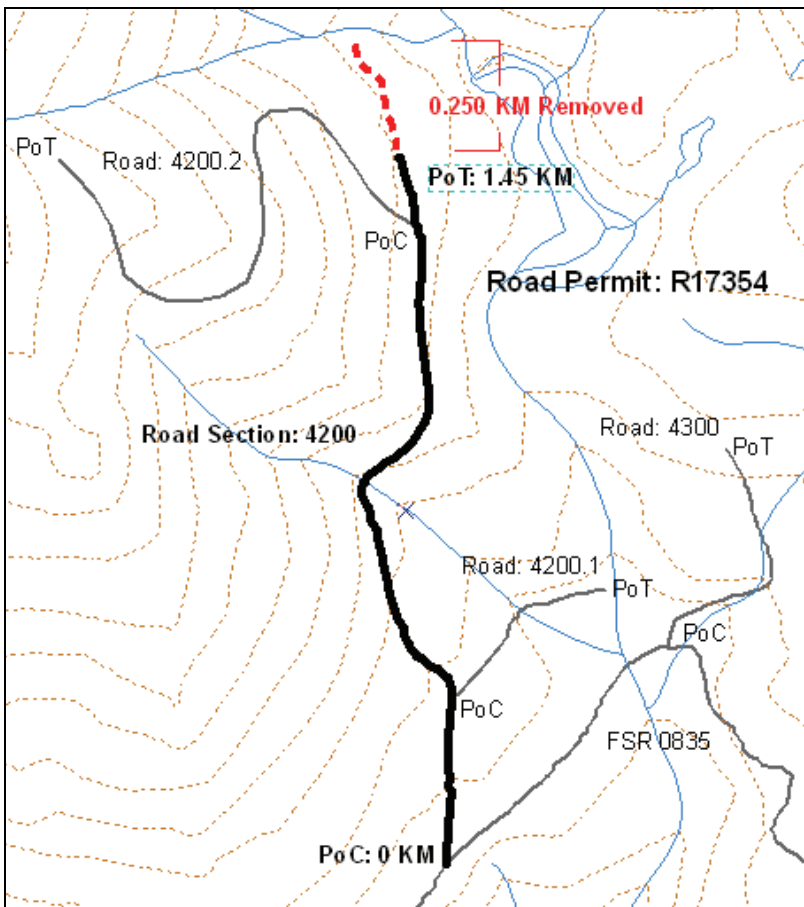 0.250 KM Removed
PoT
Road: 4200.2
PoT: 1.45 KM
PoC
Road Permit: R17354
Road Section: 4200
Road: 4300
PoT
Road: 4200.1
PoT
PoC
PoC
FSR 0835
PoC: 0 KM